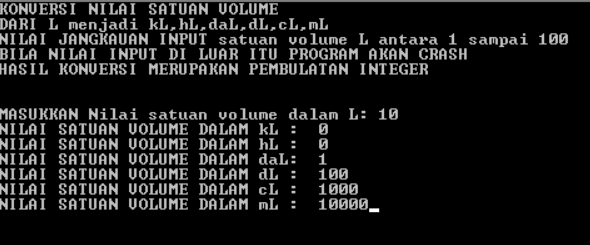 KONVERSI NILAI SATUAN VOLUME
DARI L menjadi kL,hL,daL,dL,cL,mL
NILAI JANGKAUAN INPUT satuan volume L antara 1 sampai 100
BILA NILAI INPUT DI LUAR ITU PROGRAM AKAN CRASH
HASIL KONVERSI MERUPAKAN PEMBULATAN INTEGER
MASUKKAN Nilai satuan volume dalam L: 10
NILAI SATUAN VOLUME DALAM kL :  0
NILAI SATUAN VOLUME DALAM hL :  0
NILAI SATUAN VOLUME DALAM daL:  1
NILAI SATUAN VOLUME DALAM dL :  100
NILAI SATUAN VOLUME DALAM cL :  1000
NILAI SATUAN VOLUME DALAM mL :  10000